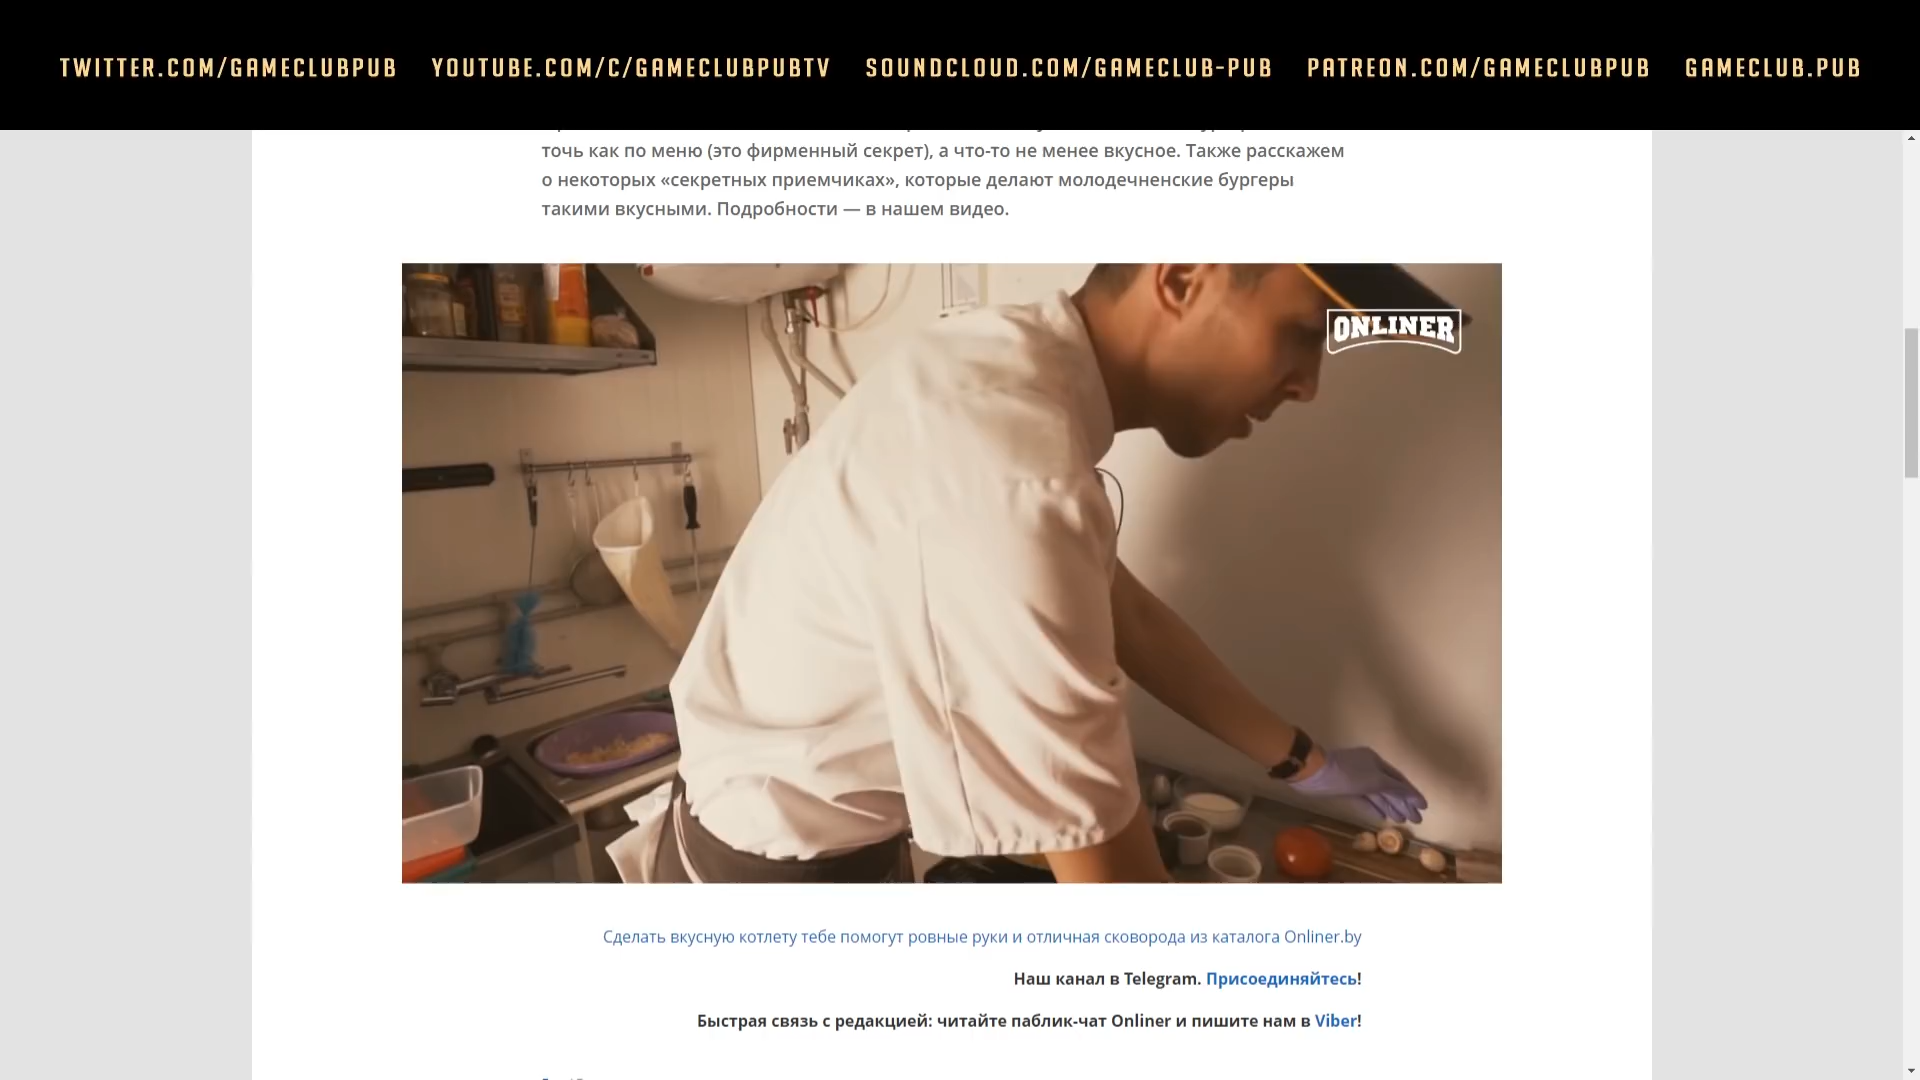 TWITTER.COM/GAMECLUBPUB YOUTUBE.COM/C/GAMECLUBPUBTV SOUNDCLOUD.COM/GAMECLUB-PUB PATREON.COM/GAMECLUBPUB GAMECLUB.PUB
точь как по меню (это фирменный секрет), а что-то не менее вкусное. Также расскажем
о некоторых «секретных приемчиках», которые делают молодечненские бургеры
такими вкусными. Подробности — в нашем видео.
ONLINER
Сделать вкусную котлету тебе помогут ровные руки и отличная сковорода из каталога Onliner.by
Наш канал в Telegram. Присоединяйтесь!
Быстрая связь с редакцией: читайте паблик-чат Onliner и пишите нам в Viber!